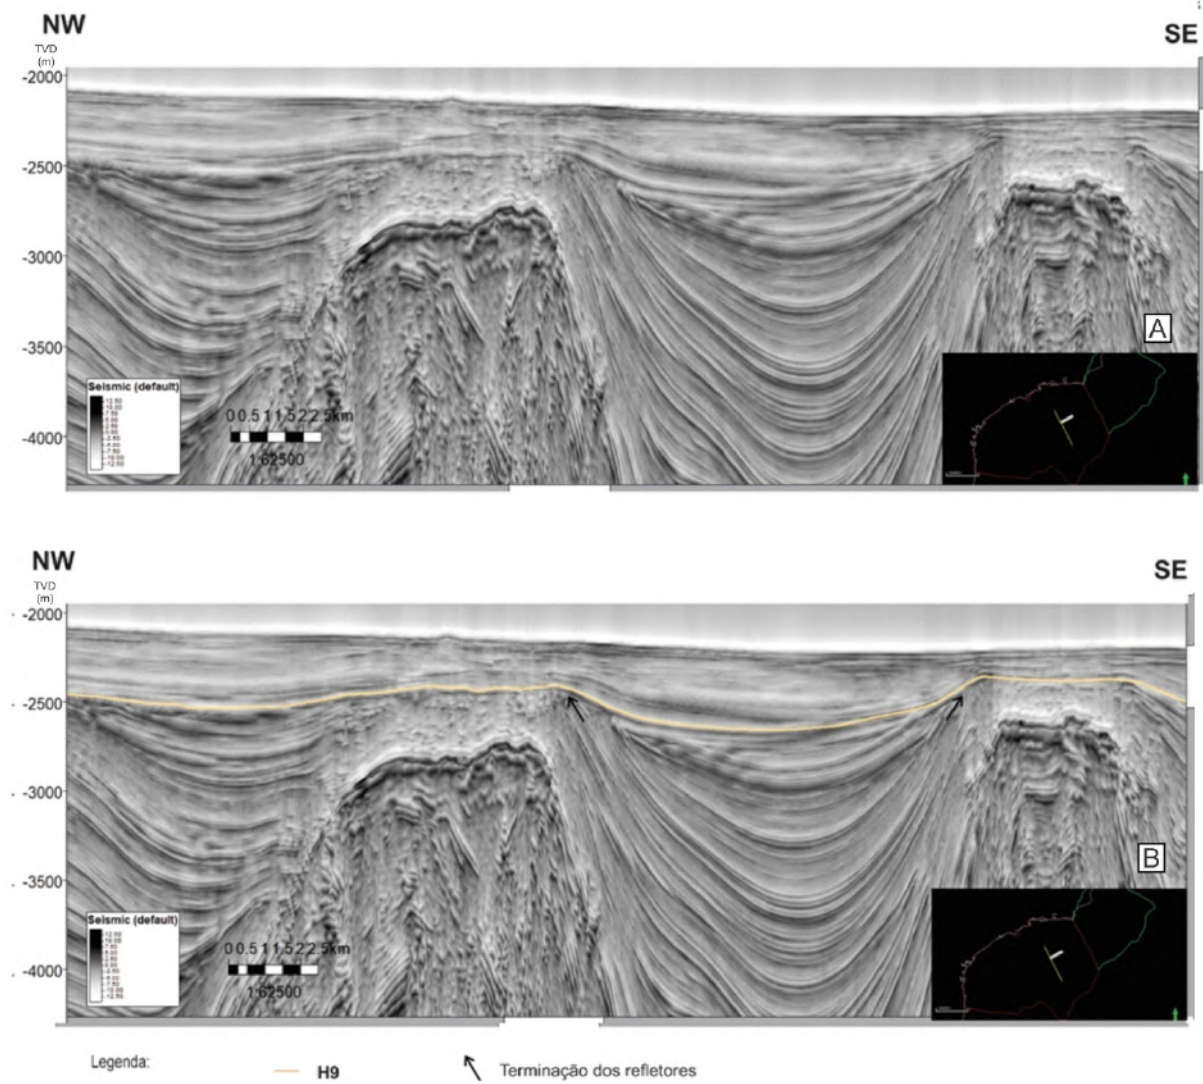 NW
SE
TVD
(m)
-2000
-2500
-3000
-3500
-4000
Seismic (default)
0 0.5 1 1.5 2 2.5km
1:62500
A
NW
SE
TVD
(m)
-2000
-2500
-3000
-3500
-4000
Seismic (default)
0 0.5 1 1.5 2 2.5km
1:62500
B
Legenda:
H9
Terminação dos refletores